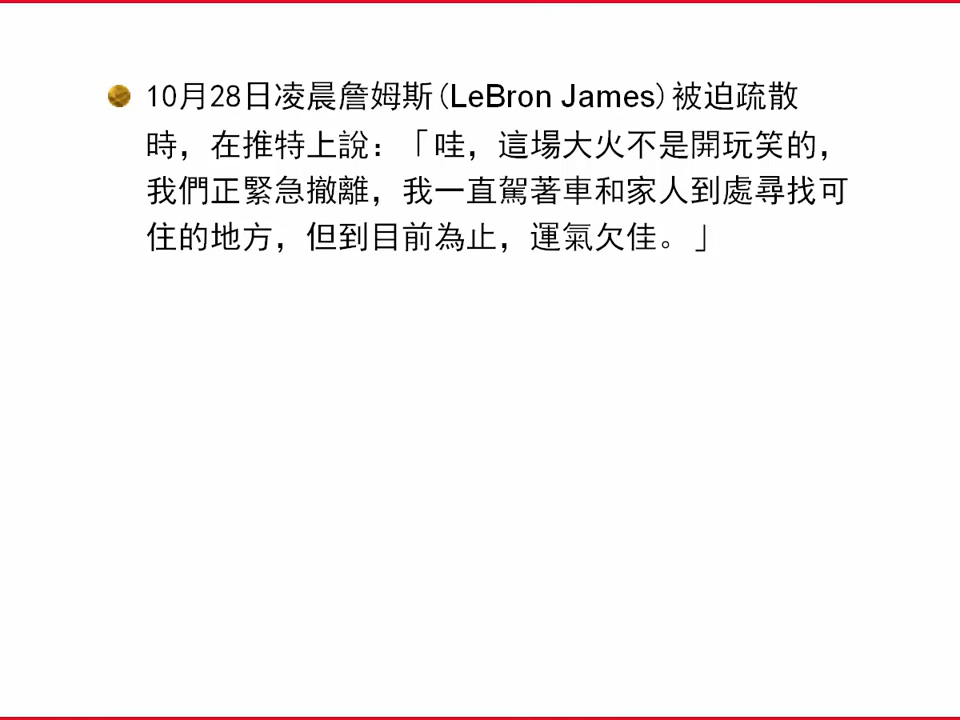 10月28日凌晨詹姆斯(LeBron James)被迫疏散
時，在推特上說：「哇，這場大火不是開玩笑的，
我們正緊急撤離，我一直駕著車和家人到處尋找可
住的地方，但到目前為止，運氣欠佳。」